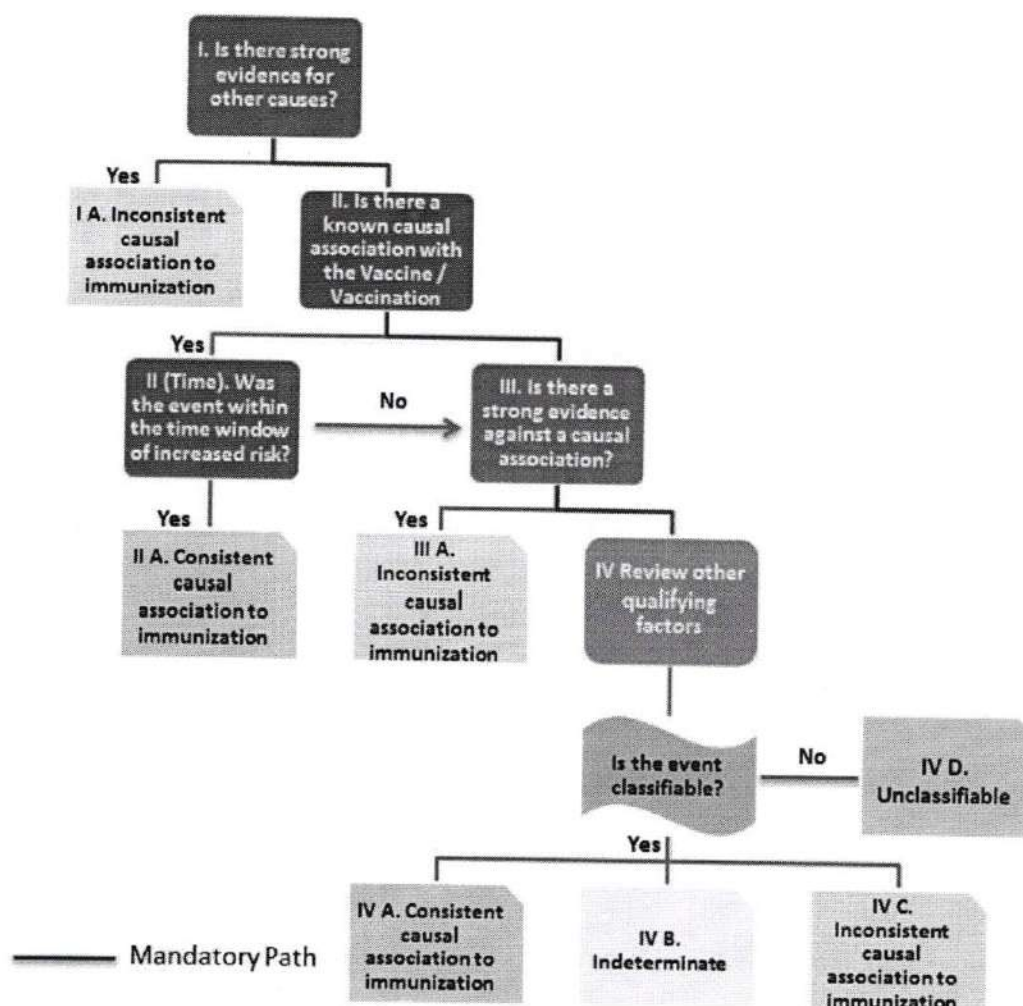 I. Is there strong
evidence for
other causes?
Yes
I A. Inconsistent
causal
association to
immunization
II. Is there a
known causal
association with
the Vaccine /
Vaccination
Yes
II (Time). Was
the event within
the time window
of increased risk?
No
III. Is there a
strong evidence
against a causal
association?
Yes
II A. Consistent
causal
association to
immunization
Yes
III A.
Inconsistent
causal
association to
immunization
IV Review other
qualifying
factors
Is the event
classifiable?
No
IV D.
Unclassifiable
Yes
IV A. Consistent
causal
association to
immunization
IV B.
Indeterminate
IV C.
Inconsistent
causal
association to
immunization
Mandatory Path